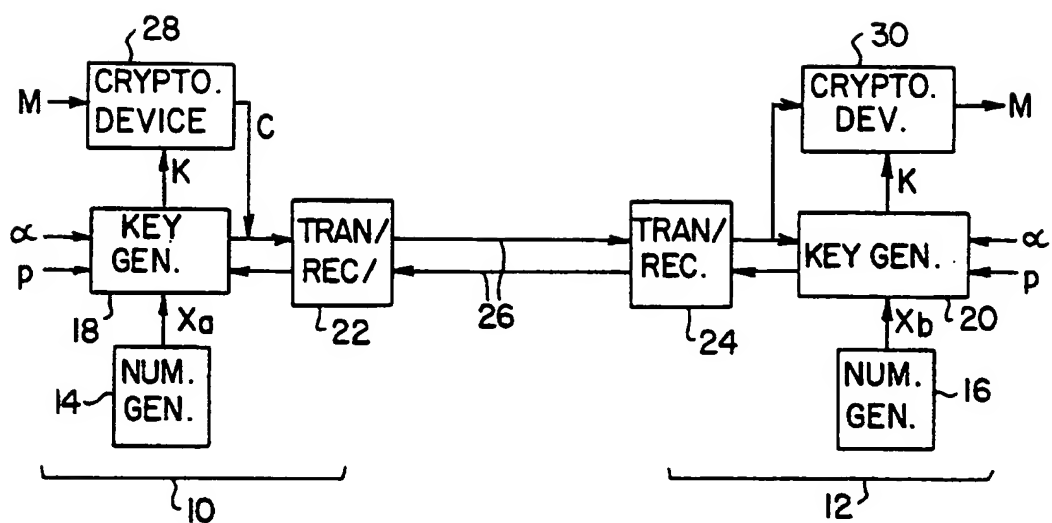 28
CRYPTO.
DEVICE
M
C
K
KEY
GEN.
α
p
18
Xa
NUM.
GEN.
14
10
TRAN/
REC/
22
26
TRAN/
REC.
24
30
CRYPTO.
DEV.
M
K
KEY GEN.
α
p
20
Xb
NUM.
GEN.
16
12